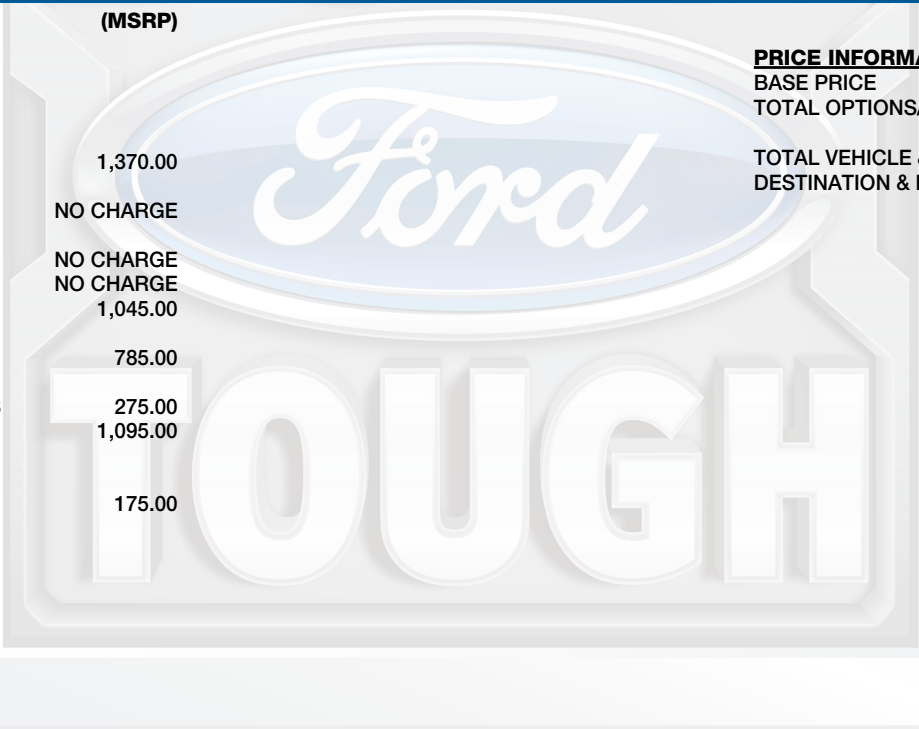 (MSRP)
1,370.00
NO CHARGE
NO CHARGE
NO CHARGE
1,045.00
785.00
275.00
1,095.00
175.00
PRICE INFORMA
BASE PRICE
TOTAL OPTIONS
TOTAL VEHICLE
DESTINATION &
Ford
TOUGH